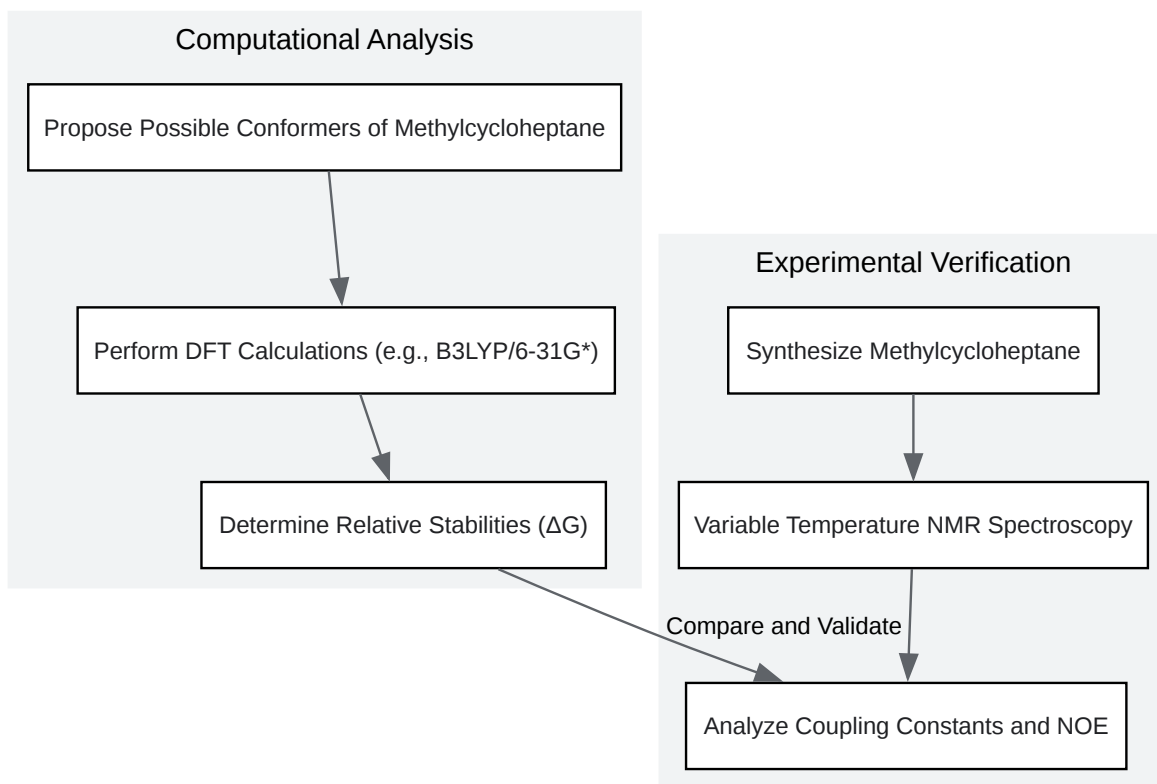 Computational Analysis
Propose Possible Conformers of Methylcycloheptane
Perform DFT Calculations (e.g., B3LYP/6-31G*)
Determine Relative Stabilities (ΔG)
Experimental Verification
Synthesize Methylcycloheptane
Variable Temperature NMR Spectroscopy
Compare and Validate
Analyze Coupling Constants and NOE